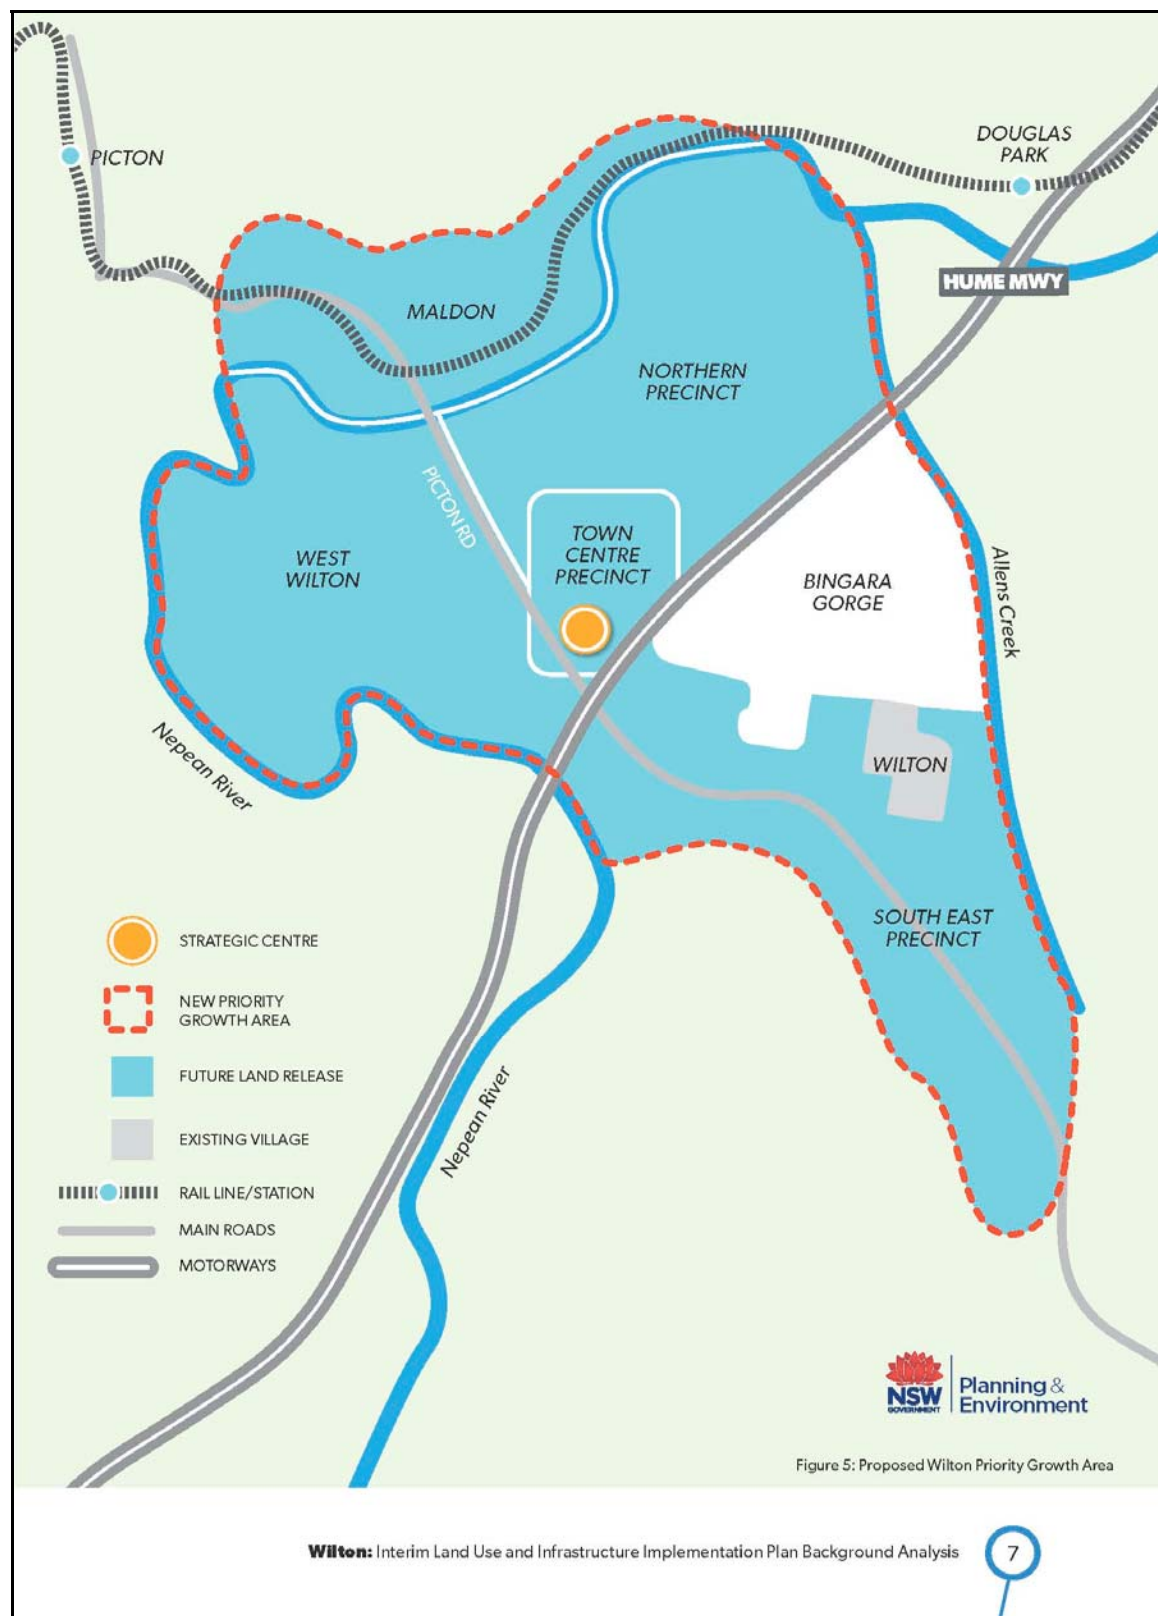 PICTON
DOUGLAS
PARK
HUME MWY
MALDON
NORTHERN
PRECINCT
PICTON RD
TOWN
CENTRE
PRECINCT
WEST
WILTON
BINGARA
GORGE
Allens Creek
Nepean River
WILTON
SOUTH EAST
PRECINCT
STRATEGIC CENTRE
NEW PRIORITY
GROWTH AREA
FUTURE LAND RELEASE
EXISTING VILLAGE
RAIL LINE/STATION
MAIN ROADS
MOTORWAYS
Nepean River
NSW
GOVERNMENT
Planning &
Environment
Figure 5: Proposed Wilton Priority Growth Area
Wilton: Interim Land Use and Infrastructure Implementation Plan Background Analysis
7